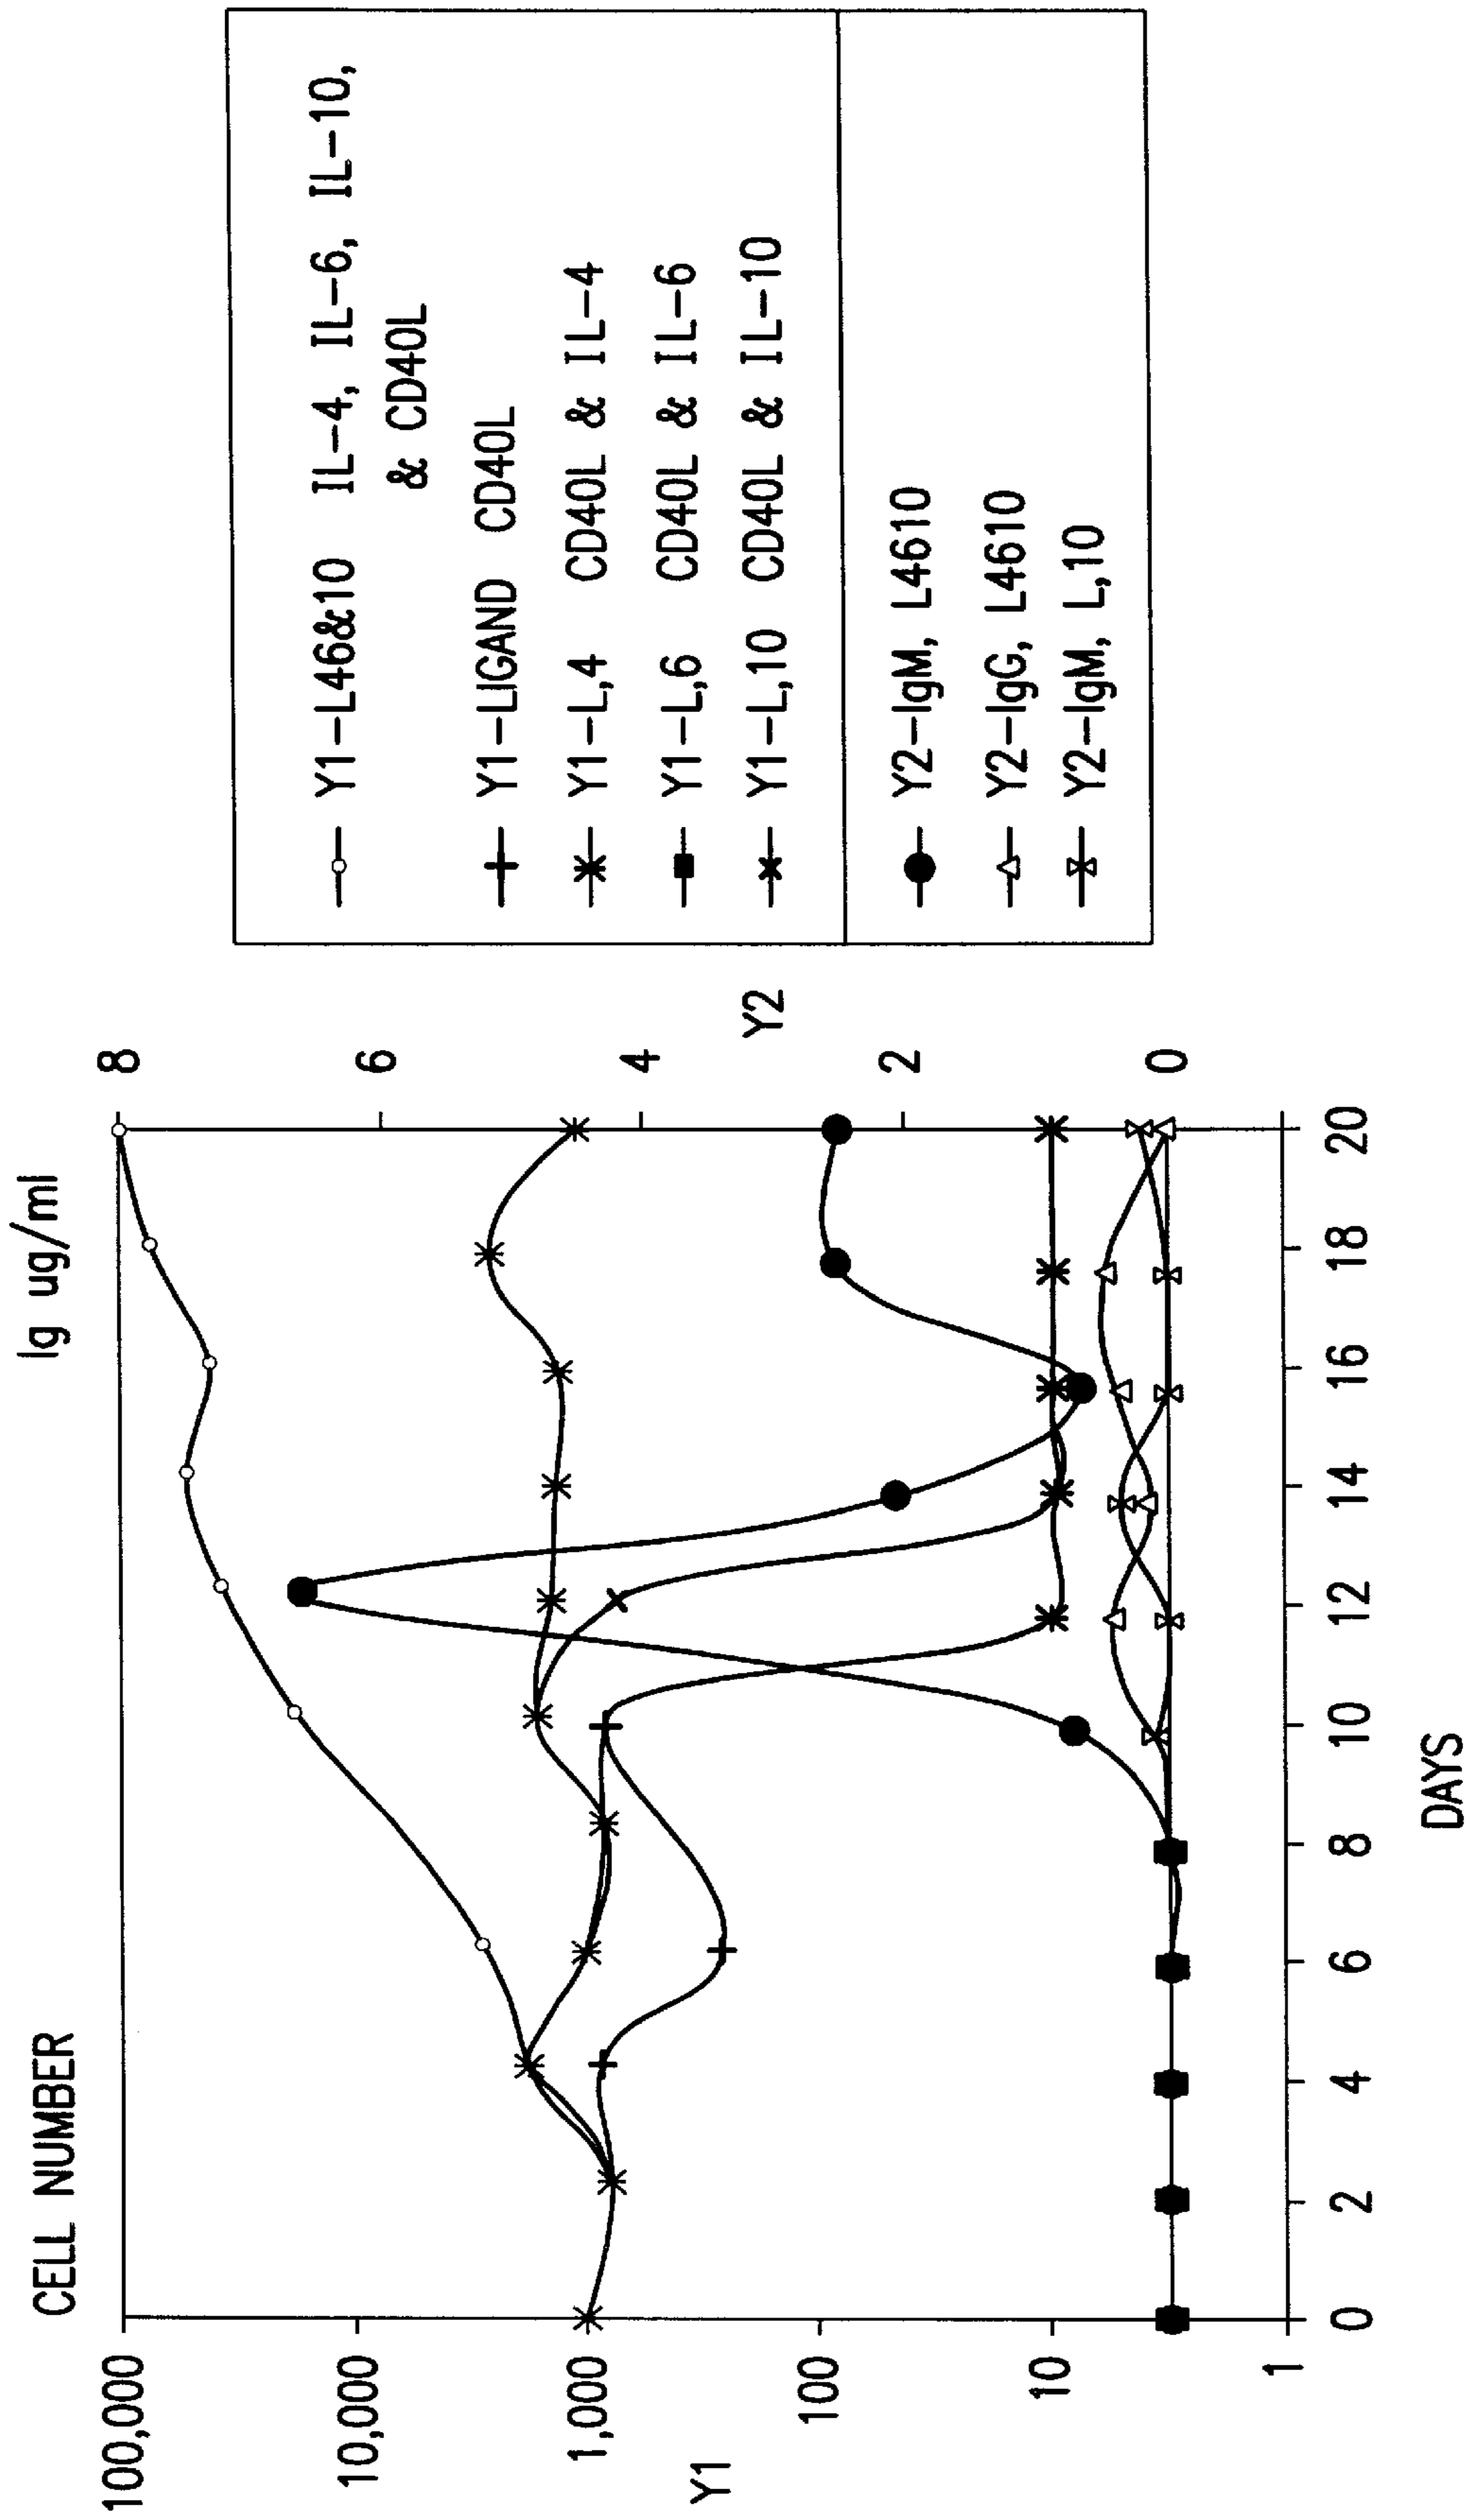 CELL NUMBER
Ig ug/ml
100,000
10,000
1,000
100
10
1
Y1
8
6
4
2
0
Y2
0 2 4 6 8 10 12 14 16 18 20
DAYS
Y1-L46&10 IL-4, IL-6, IL-10,
& CD40L
Y1-LIGAND CD40L
Y1-L,4 CD40L & IL-4
Y1-L,6 CD40L & IL-6
Y1-L,10 CD40L & IL-10
Y2-IgM, L4610
Y2-IgG, L4610
Y2-IgM, L,10